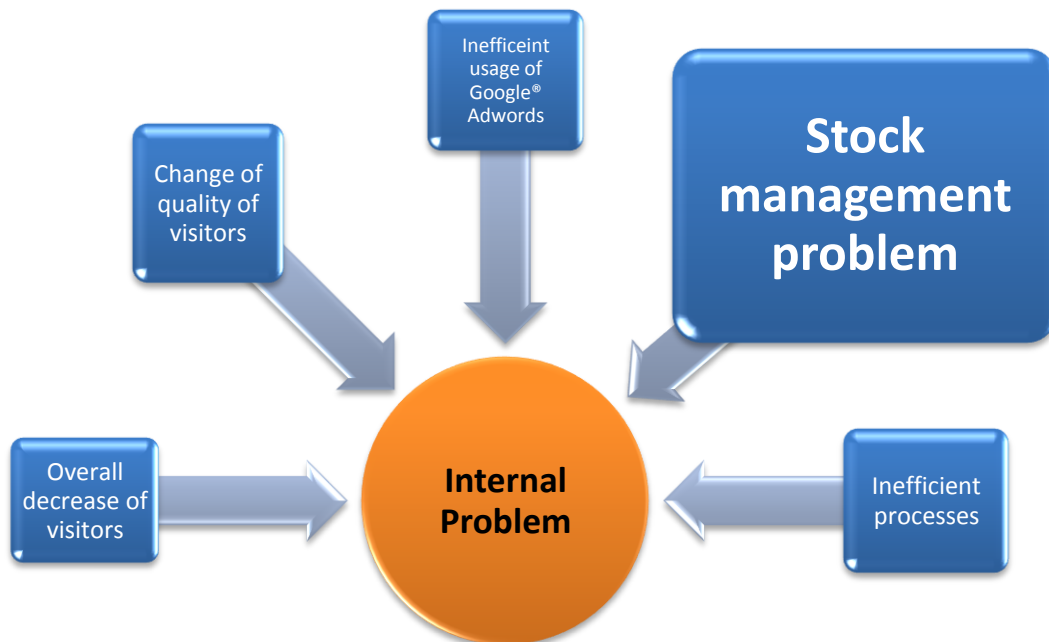 Inefficeint
usage of
Google®
Adwords
Stock
management
problem
Change of
quality of
visitors
Overall
decrease of
visitors
Internal
Problem
Inefficient
processes